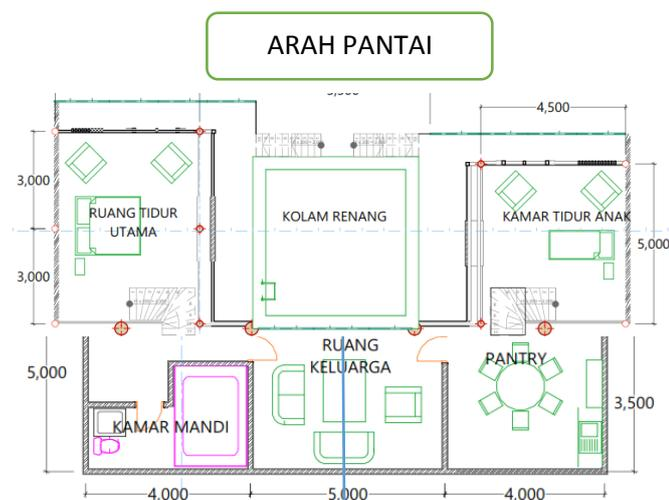 ARAH PANTAI
4,500
3,000
RUANG TIDUR
UTAMA
KOLAM RENANG
KAMAR TIDUR ANAK
5,000
3,000
RUANG
KELUARGA
PANTRY
5,000
3,500
KAMAR MANDI
4.000
5.000
4.000